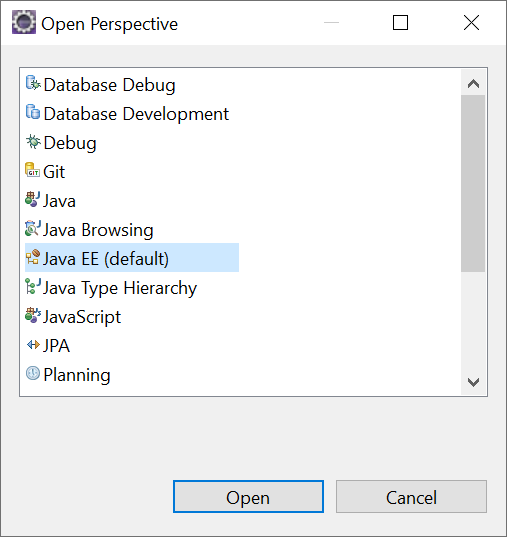 Open Perspective
Database Debug
Database Development
Debug
Git
Java
Java Browsing
Java EE (default)
Java Type Hierarchy
JavaScript
JPA
Planning
Open
Cancel